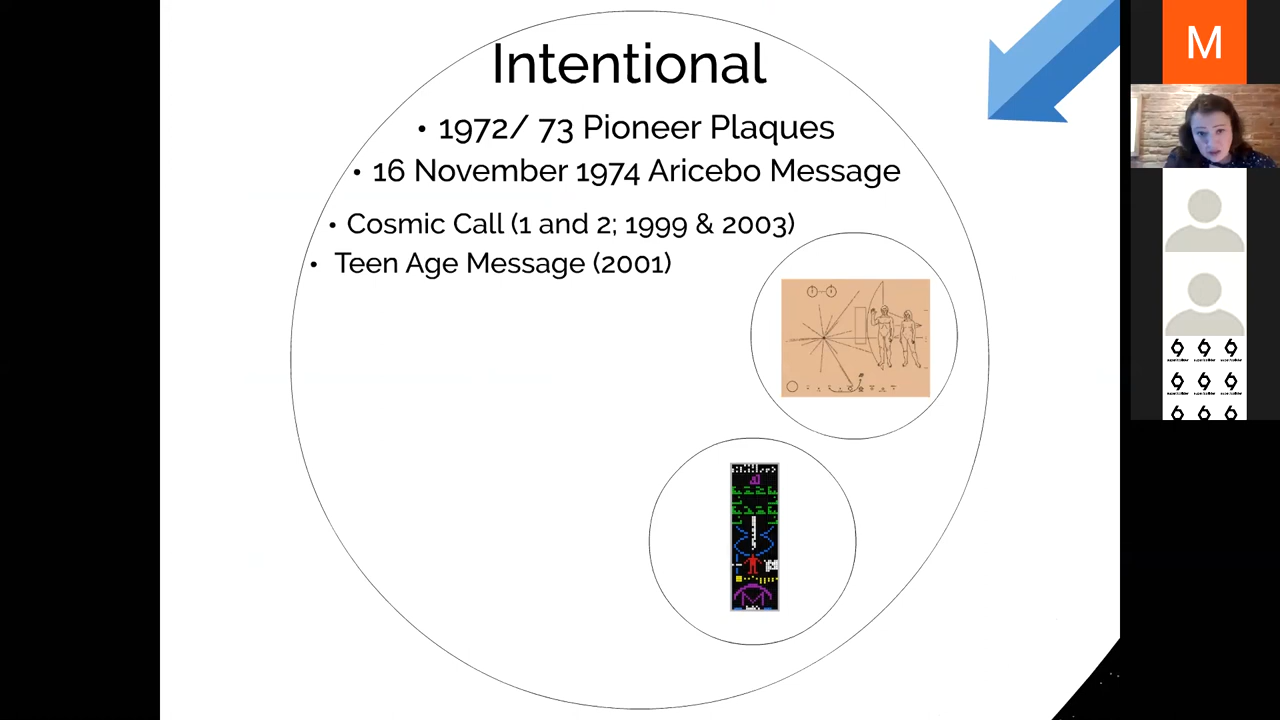 Intentional
• 1972/ 73 Pioneer Plaques
• 16 November 1974 Aricebo Message
• Cosmic Call (1 and 2; 1999 & 2003)
• Teen Age Message (2001)
M